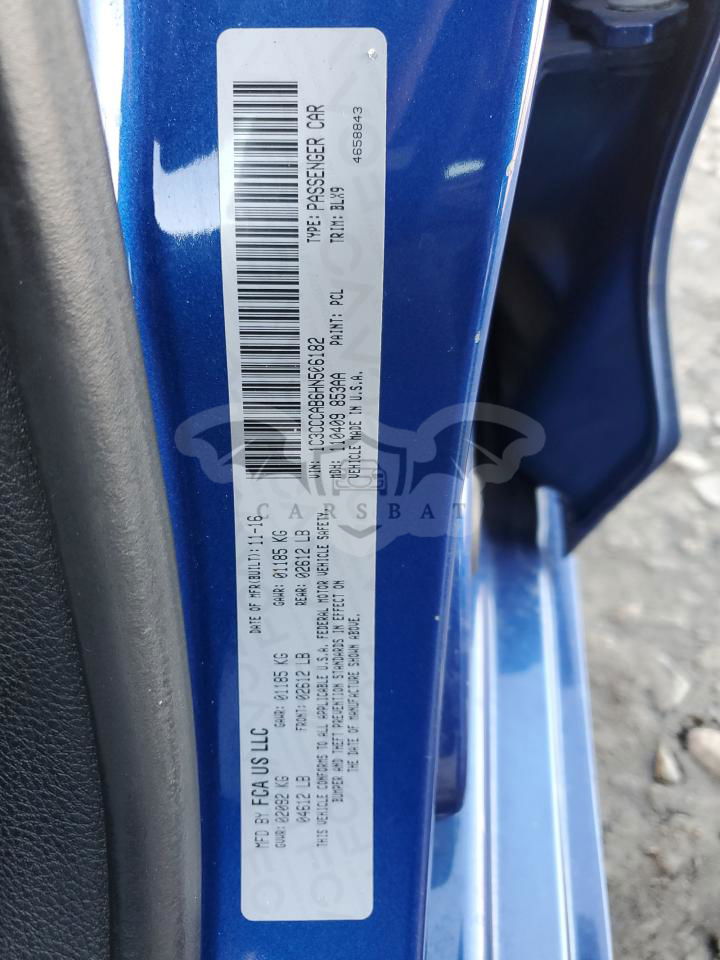 MFD BY FCA US LLC
DATE OF MFR(BUILT): 11-16
GVWR: 02092 KG
GAWR: 01185 KG
GAWR: 01185 KG
04612 LB
FRONT: 02612 LB
REAR: 02612 LB
THIS VEHICLE CONFORMS TO ALL APPLICABLE U.S.A. FEDERAL MOTOR VEHICLE SAFETY,
BUMPER AND THEFT PREVENTION STANDARDS IN EFFECT ON
THE DATE OF MANUFACTURE SHOWN ABOVE.
VIN: 1C3CCCAB6HN506182
TYPE: PASSENGER CAR
MDH: 110409 853AA
PAINT: PCL
TRIM: BLX9
VEHICLE MADE IN U.S.A.
4658843
CARSBAT